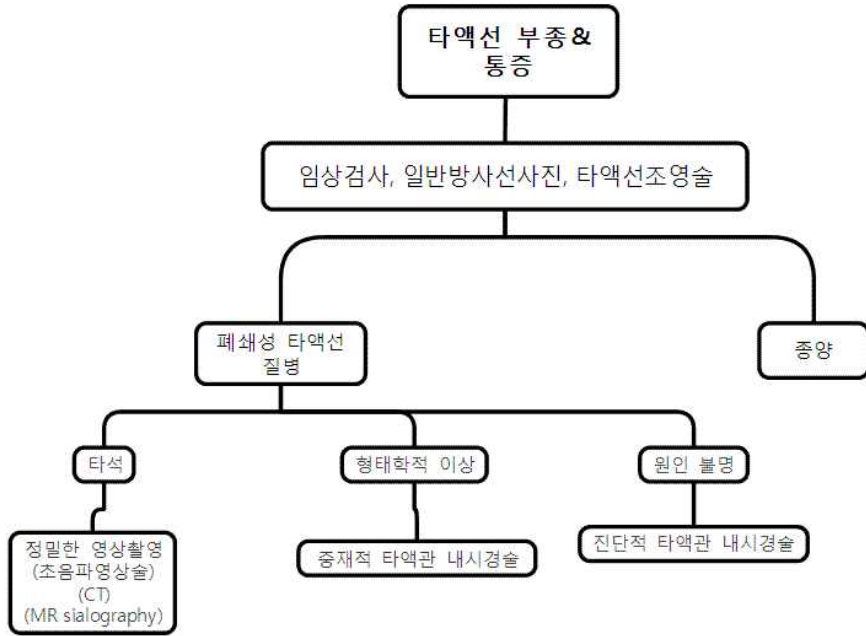 타액선 부종&
통증
임상검사, 일반방사선사진, 타액선조영술
폐쇄성 타액선
질병
종양
타석
형태학적 이상
원인 불명
정밀한 영상촬영
(초음파영상술)
(CT)
(MR sialography)
중재적 타액관 내시경술
진단적 타액관 내시경술